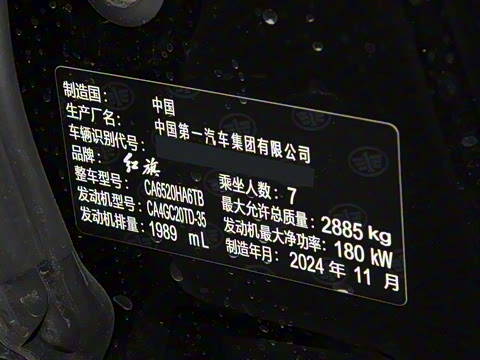 制造国： 中国
生产厂名： 中国第一汽车集团有限公司
车辆识别代号：
品牌： 红旗 乘坐人数：7
整车型号： CA6520HA6TB 最大允许总质量：2885 kg
发动机型号：CA4GC20TD-35 发动机最大净功率：180 kW
发动机排量：1989 mL 制造年月：2024 年 11 月